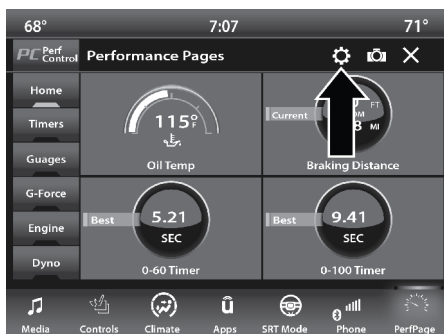 68° 7:07 71°
PC Perf Control Performance Pages
Home
Timers
Guages
G-Force
Engine
Dyno
115°F
Oil Temp
Current
FT
MI
Braking Distance
Best 5.21 SEC
0-60 Timer
Best 9.41 SEC
0-100 Timer
Media Controls Climate Apps SRT Mode Phone PerfPage